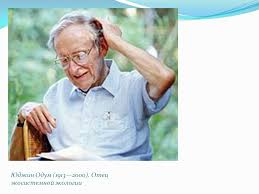 Юджин Одум (1913—2002). Отец
экосистемной экологии